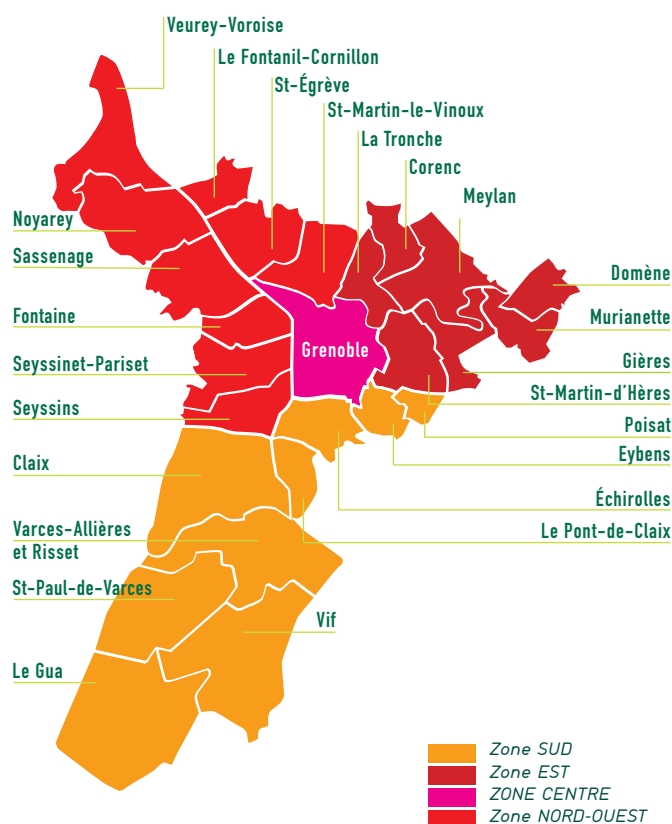 Veurey-Voroise
Le Fontanil-Cornillon
St-Égrève
St-Martin-le-Vinoux
La Tronche
Corenc
Meylan
Noyarey
Sassenage
Domène
Fontaine
Murianette
Grenoble
Seyssinet-Pariset
Gières
St-Martin-d'Hères
Seyssins
Poisat
Eybens
Claix
Échirolles
Varces-Allières
et Risset
Le Pont-de-Claix
St-Paul-de-Varces
Vif
Le Gua
Zone SUD
Zone EST
ZONE CENTRE
Zone NORD-OUEST